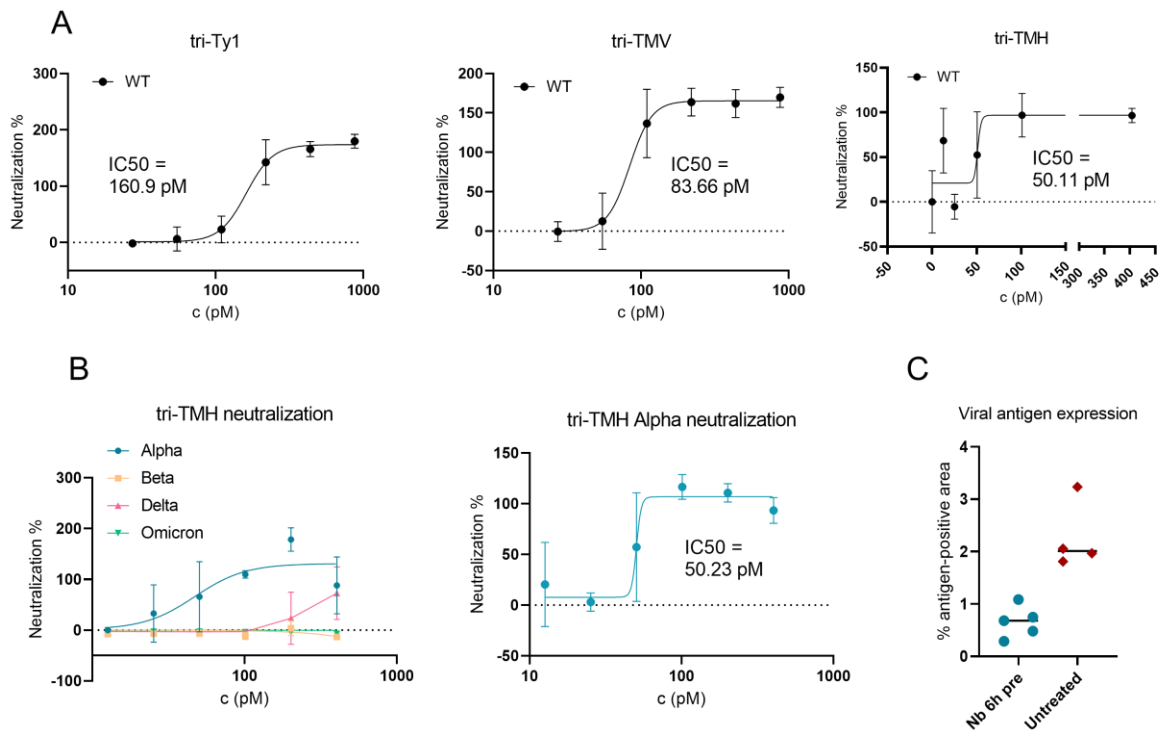 A
tri-Ty1
Neutralization %
300
200
100
0
10
100
1000
c (pM)
WT
IC50 =
160.9 pM
tri-TMV
Neutralization %
200
150
100
50
0
-50
10
100
1000
c (pM)
WT
IC50 =
83.66 pM
tri-TMH
Neutralization %
100
50
0
-50
-50
0
50
100
150
300
350
400
450
c (pM)
WT
IC50 =
50.11 pM
B
tri-TMH neutralization
Alpha
Beta
Delta
Omicron
Neutralization %
300
200
100
0
-100
100
1000
c (pM)
tri-TMH Alpha neutralization
Neutralization %
150
100
50
0
-50
100
1000
c (pM)
IC50 =
50.23 pM
C
Viral antigen expression
% antigen-positive area
4
3
2
1
0
Nb 6h pre
Untreated